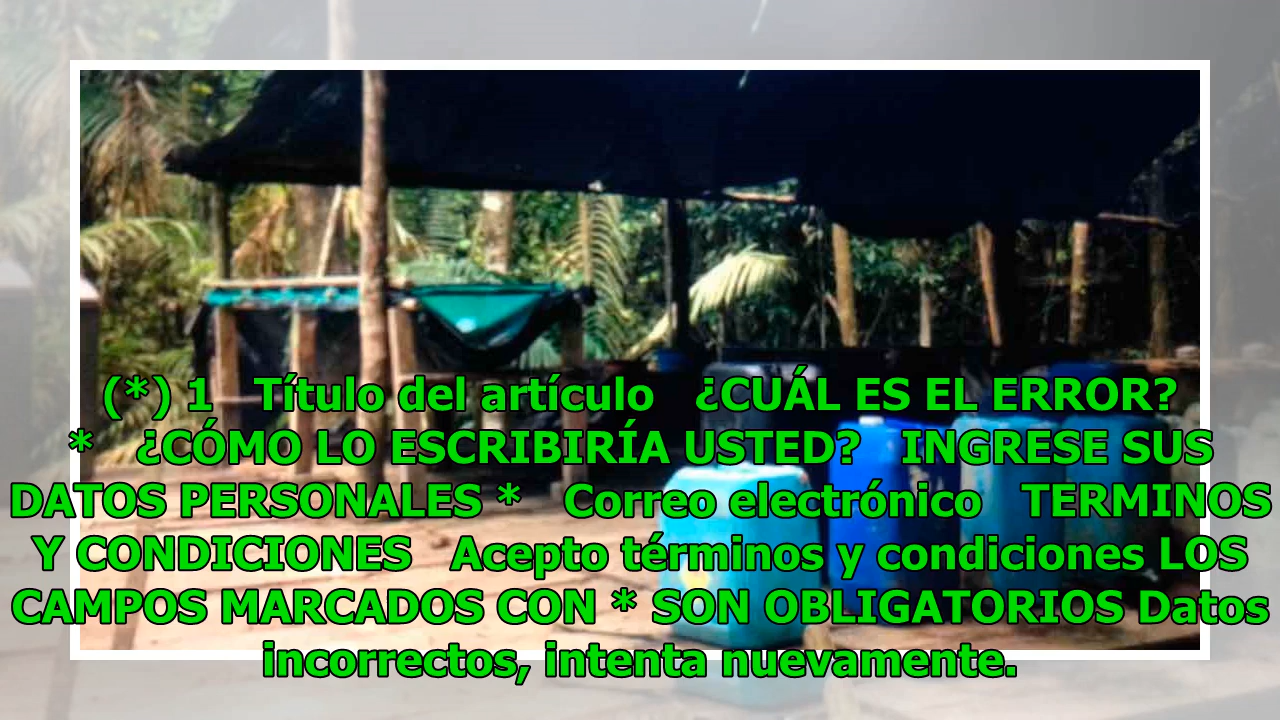 (*) 1 Título del artículo ¿CUÁL ES EL ERROR?
* ¿CÓMO LO ESCRIBIRÍA USTED? INGRESE SUS
DATOS PERSONALES * Correo electrónico TERMINOS
Y CONDICIONES Acepto términos y condiciones LOS
CAMPOS MARCADOS CON * SON OBLIGATORIOS Datos
incorrectos, intenta nuevamente.